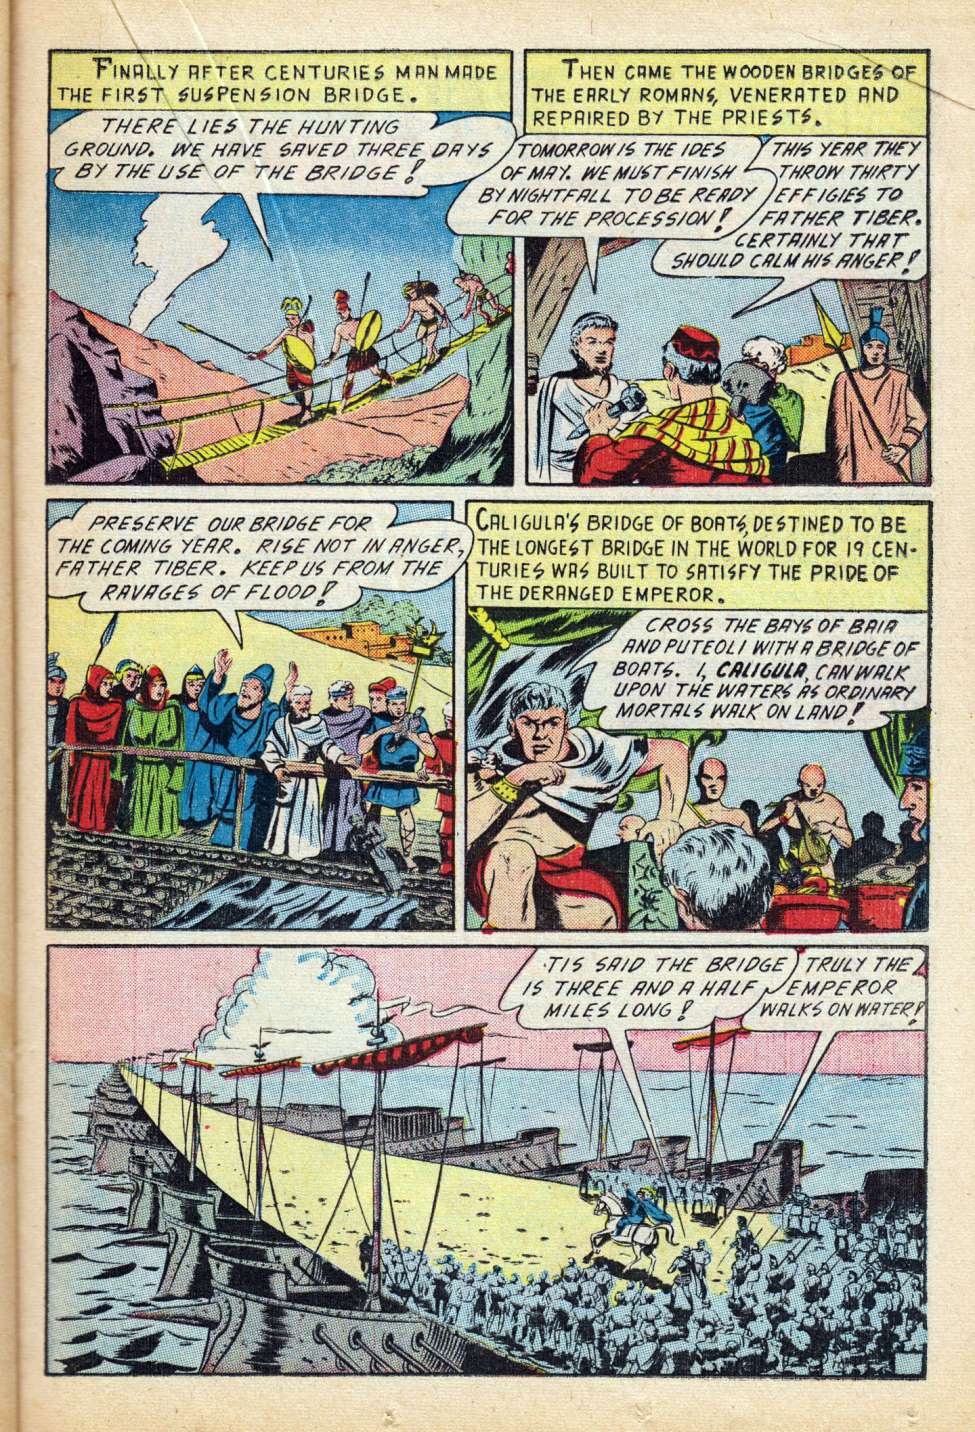 FINALLY AFTER CENTURIES MAN MADE
THE FIRST SUSPENSION BRIDGE.
THERE LIES THE HUNTING
GROUND. WE HAVE SAVED THREE DAYS
BY THE USE OF THE BRIDGE!
THEN CAME THE WOODEN BRIDGES OF
THE EARLY ROMANS, VENERATED AND
REPAIRED BY THE PRIESTS.
TOMORROW IS THE IDES
OF MAY. WE MUST FINISH
BY NIGHTFALL TO BE READY
FOR THE PROCESSION!
THIS YEAR THEY
THROW THIRTY
EFFIGIES TO
FATHER TIBER.
CERTAINLY THAT
SHOULD CALM HIS ANGER!
PRESERVE OUR BRIDGE FOR
THE COMING YEAR. RISE NOT IN ANGER,
FATHER TIBER. KEEP US FROM THE
RAVAGES OF FLOOD!
CALIGULA'S BRIDGE OF BOATS, DESTINED TO BE
THE LONGEST BRIDGE IN THE WORLD FOR 19 CEN-
TURIES WAS BUILT TO SATISFY THE PRIDE OF
THE DERANGED EMPEROR.
CROSS THE BAYS OF BAIA
AND PUTEOLI WITH A BRIDGE OF
BOATS. I, CALIGULA, CAN WALK
UPON THE WATERS AS ORDINARY
MORTALS WALK ON LAND!
'TIS SAID THE BRIDGE
IS THREE AND A HALF
MILES LONG!
TRULY THE
EMPEROR
WALKS ON WATER!